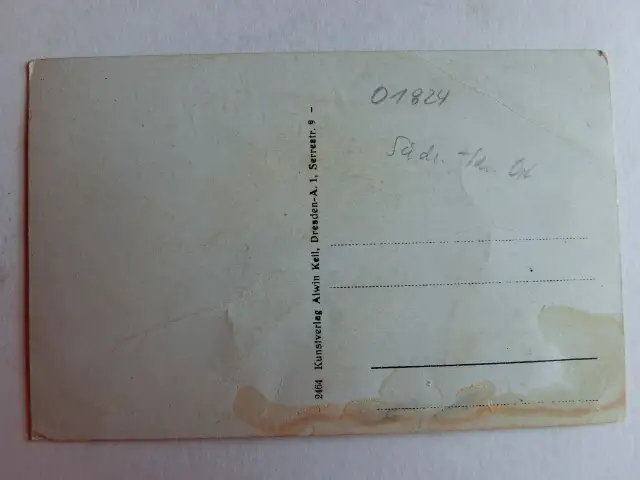 01824
2464 Kunstverlag Alwin Keil, Dresden-A. 1, Serrestr. 9 -